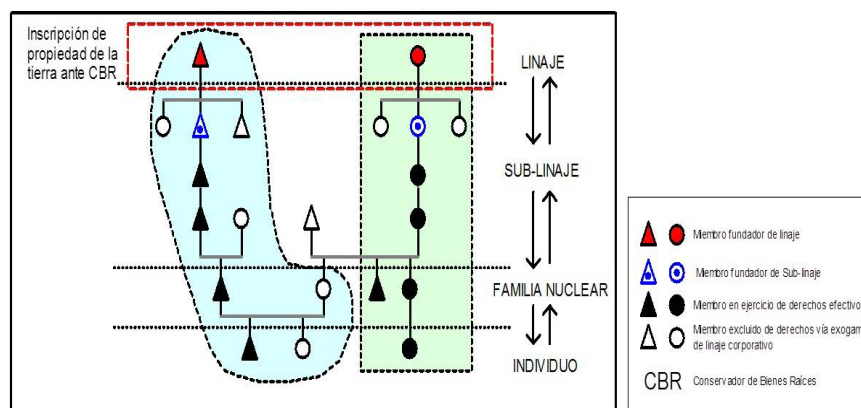 Inscripción de
propiedad de la
tierra ante CBR
LINAJE
SUB-LINAJE
FAMILIA NUCLEAR
INDIVIDUO
Miembro fundador de linaje
Miembro fundador de Sub-linaje
Miembro en ejercicio de derechos efectivo
Miembro excluido de derechos vía exogam
de linaje corporativo
CBR Conservador de Bienes Raíces